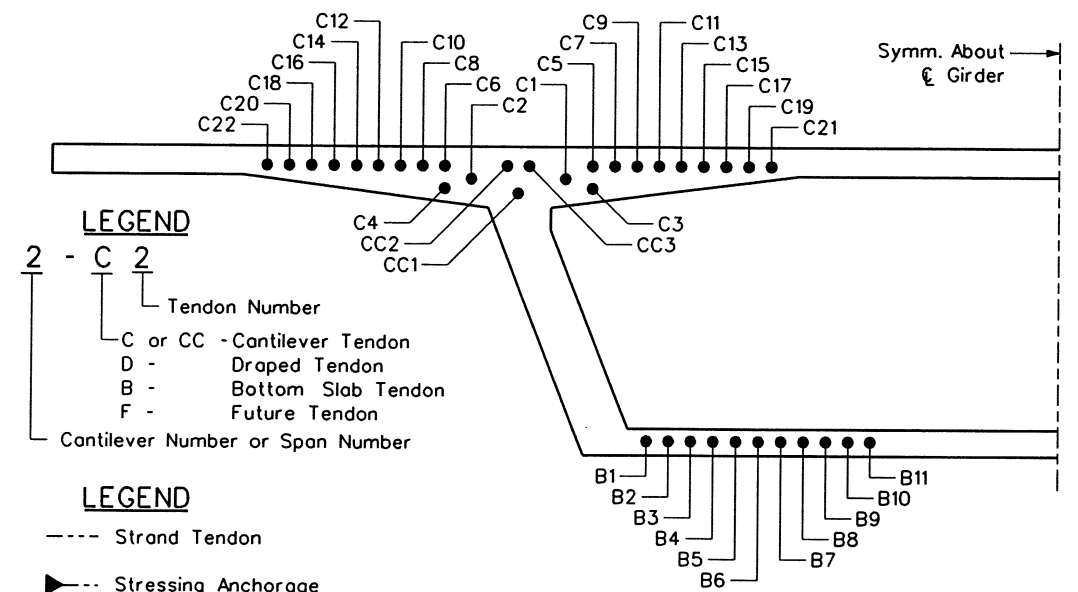 C12
C14
C16
C18
C20
C22
C10
C8
C6
C2
C9
C7
C5
C1
C11
C13
C15
C17
C19
C21
Symm. About
℄ Girder
C4
CC2
CC1
C3
CC3
LEGEND
2 - C 2
Tendon Number
C or CC - Cantilever Tendon
D - Draped Tendon
B - Bottom Slab Tendon
F - Future Tendon
Cantilever Number or Span Number
LEGEND
Strand Tendon
Stressing Anchorage
B1
B2
B3
B4
B5
B6
B11
B10
B9
B8
B7